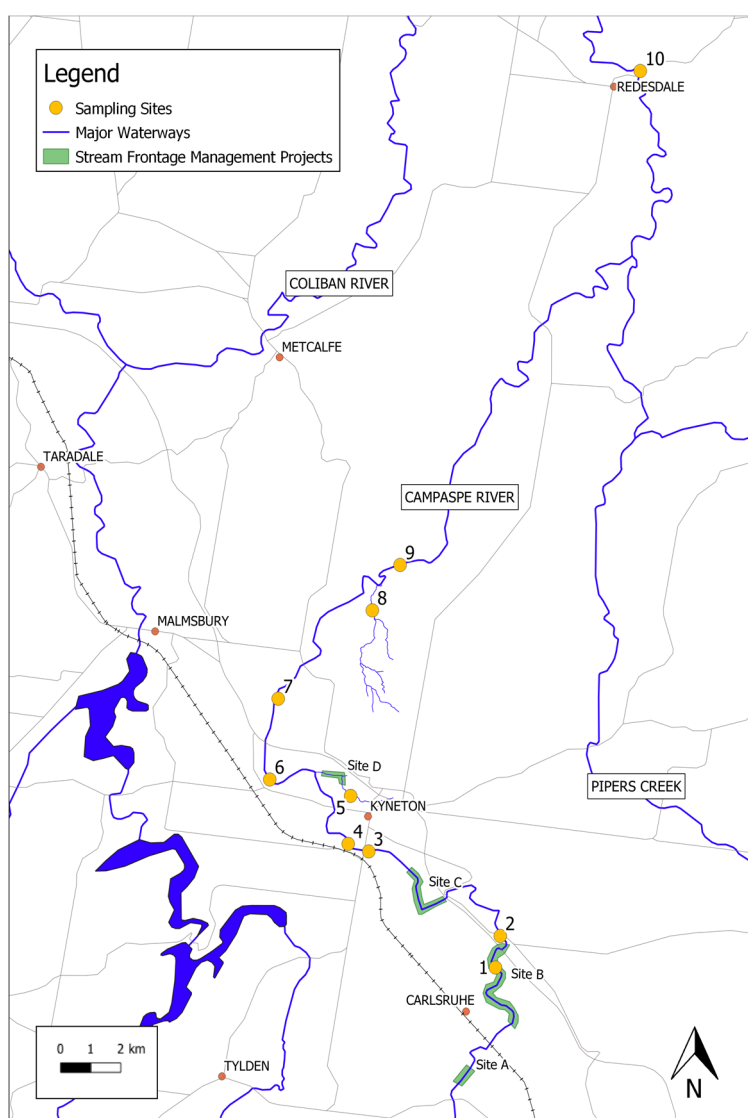 Legend
Sampling Sites
Major Waterways
Stream Frontage Management Projects
10
REDESDALE
COLIBAN RIVER
METCALFE
TARADALE
CAMPASPE RIVER
9
8
MALMSBURY
7
6
Site D
5
KYNETON
PIPERS CREEK
4
3
Site C
2
1
Site B
CARLSRUHE
0 1 2 km
Site A
TYLDEN
N